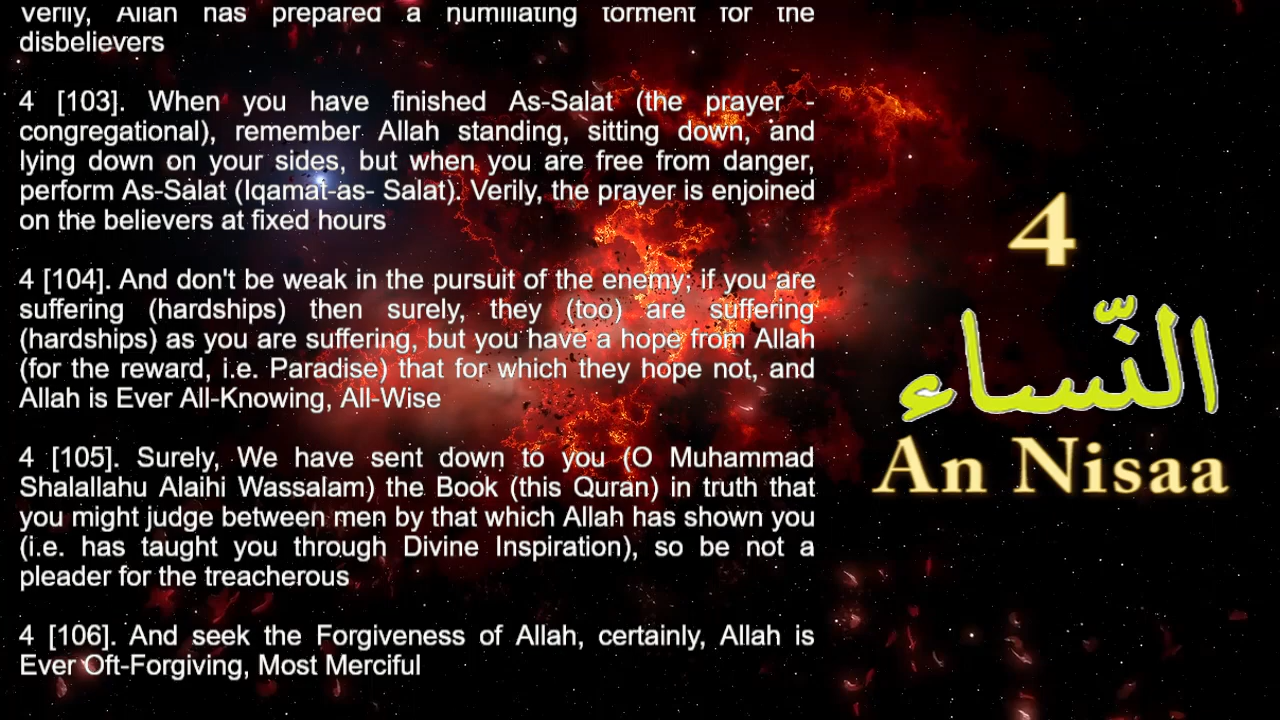 Verily, Allah has prepared a humiliating torment for the
disbelievers
4 [103]. When you have finished As-Salat (the prayer -
congregational), remember Allah standing, sitting down, and
lying down on your sides, but when you are free from danger,
perform As-Salat (Iqamat-as- Salat). Verily, the prayer is enjoined
on the believers at fixed hours
4 [104]. And don't be weak in the pursuit of the enemy; if you are
suffering (hardships) then surely, they (too) are suffering
(hardships) as you are suffering, but you have a hope from Allah
(for the reward, i.e. Paradise) that for which they hope not, and
Allah is Ever All-Knowing, All-Wise
4 [105]. Surely, We have sent down to you (O Muhammad
Shalallahu Alaihi Wassalam) the Book (this Quran) in truth that
you might judge between men by that which Allah has shown you
(i.e. has taught you through Divine Inspiration), so be not a
pleader for the treacherous
4 [106]. And seek the Forgiveness of Allah, certainly, Allah is
Ever Oft-Forgiving, Most Merciful
4
النّساء
An Nisaa